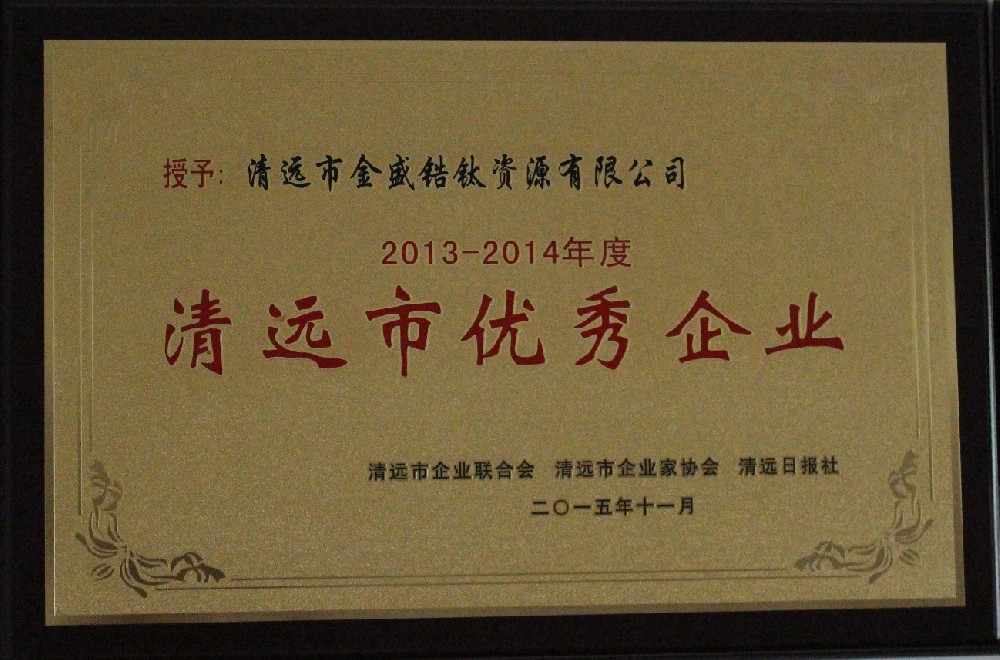 授予：清远市金盛锆钛资源有限公司
2013-2014年度
清远市优秀企业
清远市企业联合会 清远市企业家协会 清远日报社
二〇一五年十一月